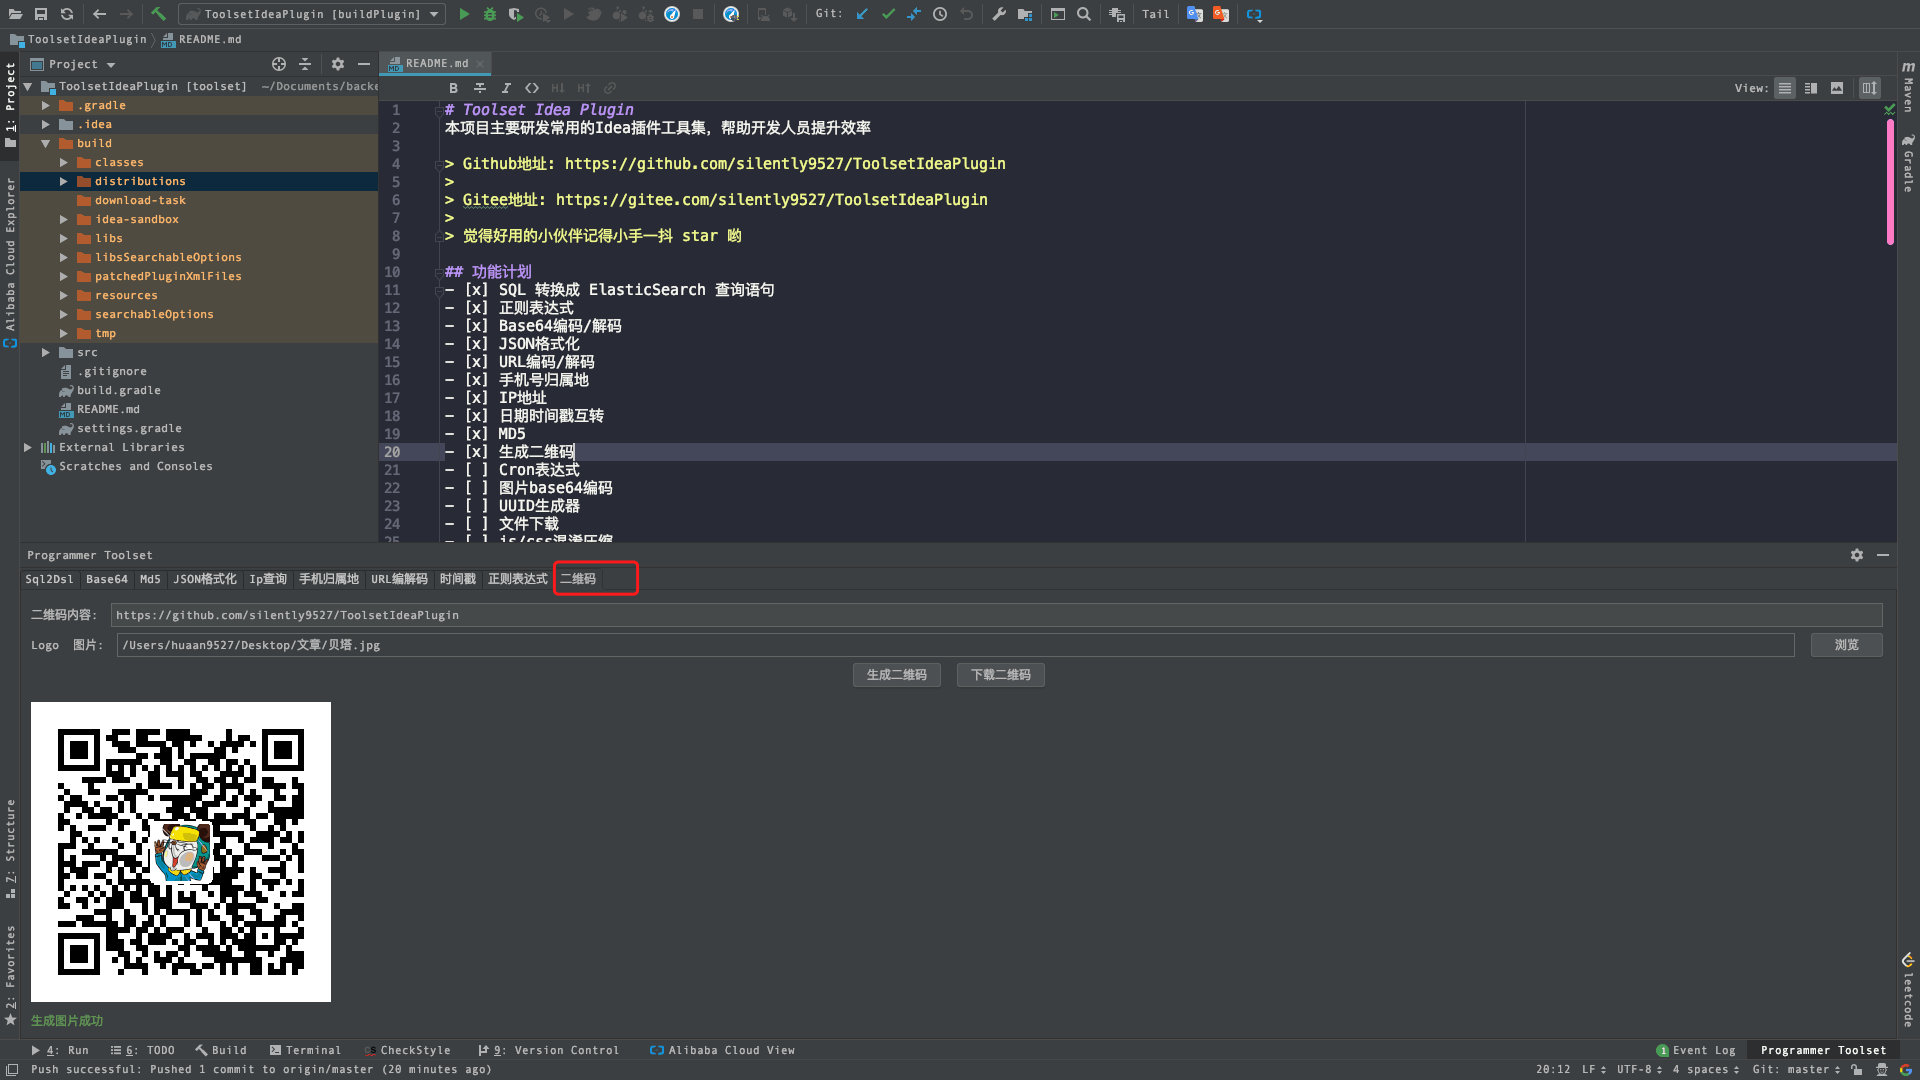 ToolsetIdeaPlugin [buildPlugin]
Git:
Tail
ToolsetIdeaPlugin
README.md
Project
README.md
View:
ToolsetIdeaPlugin [toolset] ~/Documents/backe
.gradle
.idea
build
classes
distributions
download-task
idea-sandbox
libs
libsSearchableOptions
patchedPluginXmlFiles
resources
searchableOptions
tmp
src
.gitignore
build.gradle
README.md
settings.gradle
External Libraries
Scratches and Consoles
1: Project
Alibaba Cloud Explorer
Z: Structure
2: Favorites
Maven
Gradle
leetcode
1 # Toolset Idea Plugin
2 本项目主要研发常用的Idea插件工具集，帮助开发人员提升效率
3
4 > Github地址: https://github.com/silently9527/ToolsetIdeaPlugin
5 >
6 > Gitee地址: https://gitee.com/silently9527/ToolsetIdeaPlugin
7 >
8 > 觉得好用的小伙伴记得小手一抖 star 哟
9
10 ## 功能计划
11 - [x] SQL 转换成 ElasticSearch 查询语句
12 - [x] 正则表达式
13 - [x] Base64编码/解码
14 - [x] JSON格式化
15 - [x] URL编码/解码
16 - [x] 手机号归属地
17 - [x] IP地址
18 - [x] 日期时间戳互转
19 - [x] MD5
20 - [x] 生成二维码
21 - [ ] Cron表达式
22 - [ ] 图片base64编码
23 - [ ] UUID生成器
24 - [ ] 文件下载
25 - [ ] js/css混淆压缩
Programmer Toolset
Sql2Dsl Base64 Md5 JSON格式化 Ip查询 手机归属地 URL编解码 时间戳 正则表达式 二维码
二维码内容: https://github.com/silently9527/ToolsetIdeaPlugin
Logo 图片: /Users/huaan9527/Desktop/文章/贝塔.jpg 浏览
生成二维码 下载二维码
生成图片成功
4: Run 6: TODO Build Terminal CheckStyle 9: Version Control Alibaba Cloud View 1 Event Log Programmer Toolset
Push successful: Pushed 1 commit to origin/master (20 minutes ago) 20:12 LF UTF-8 4 spaces Git: master